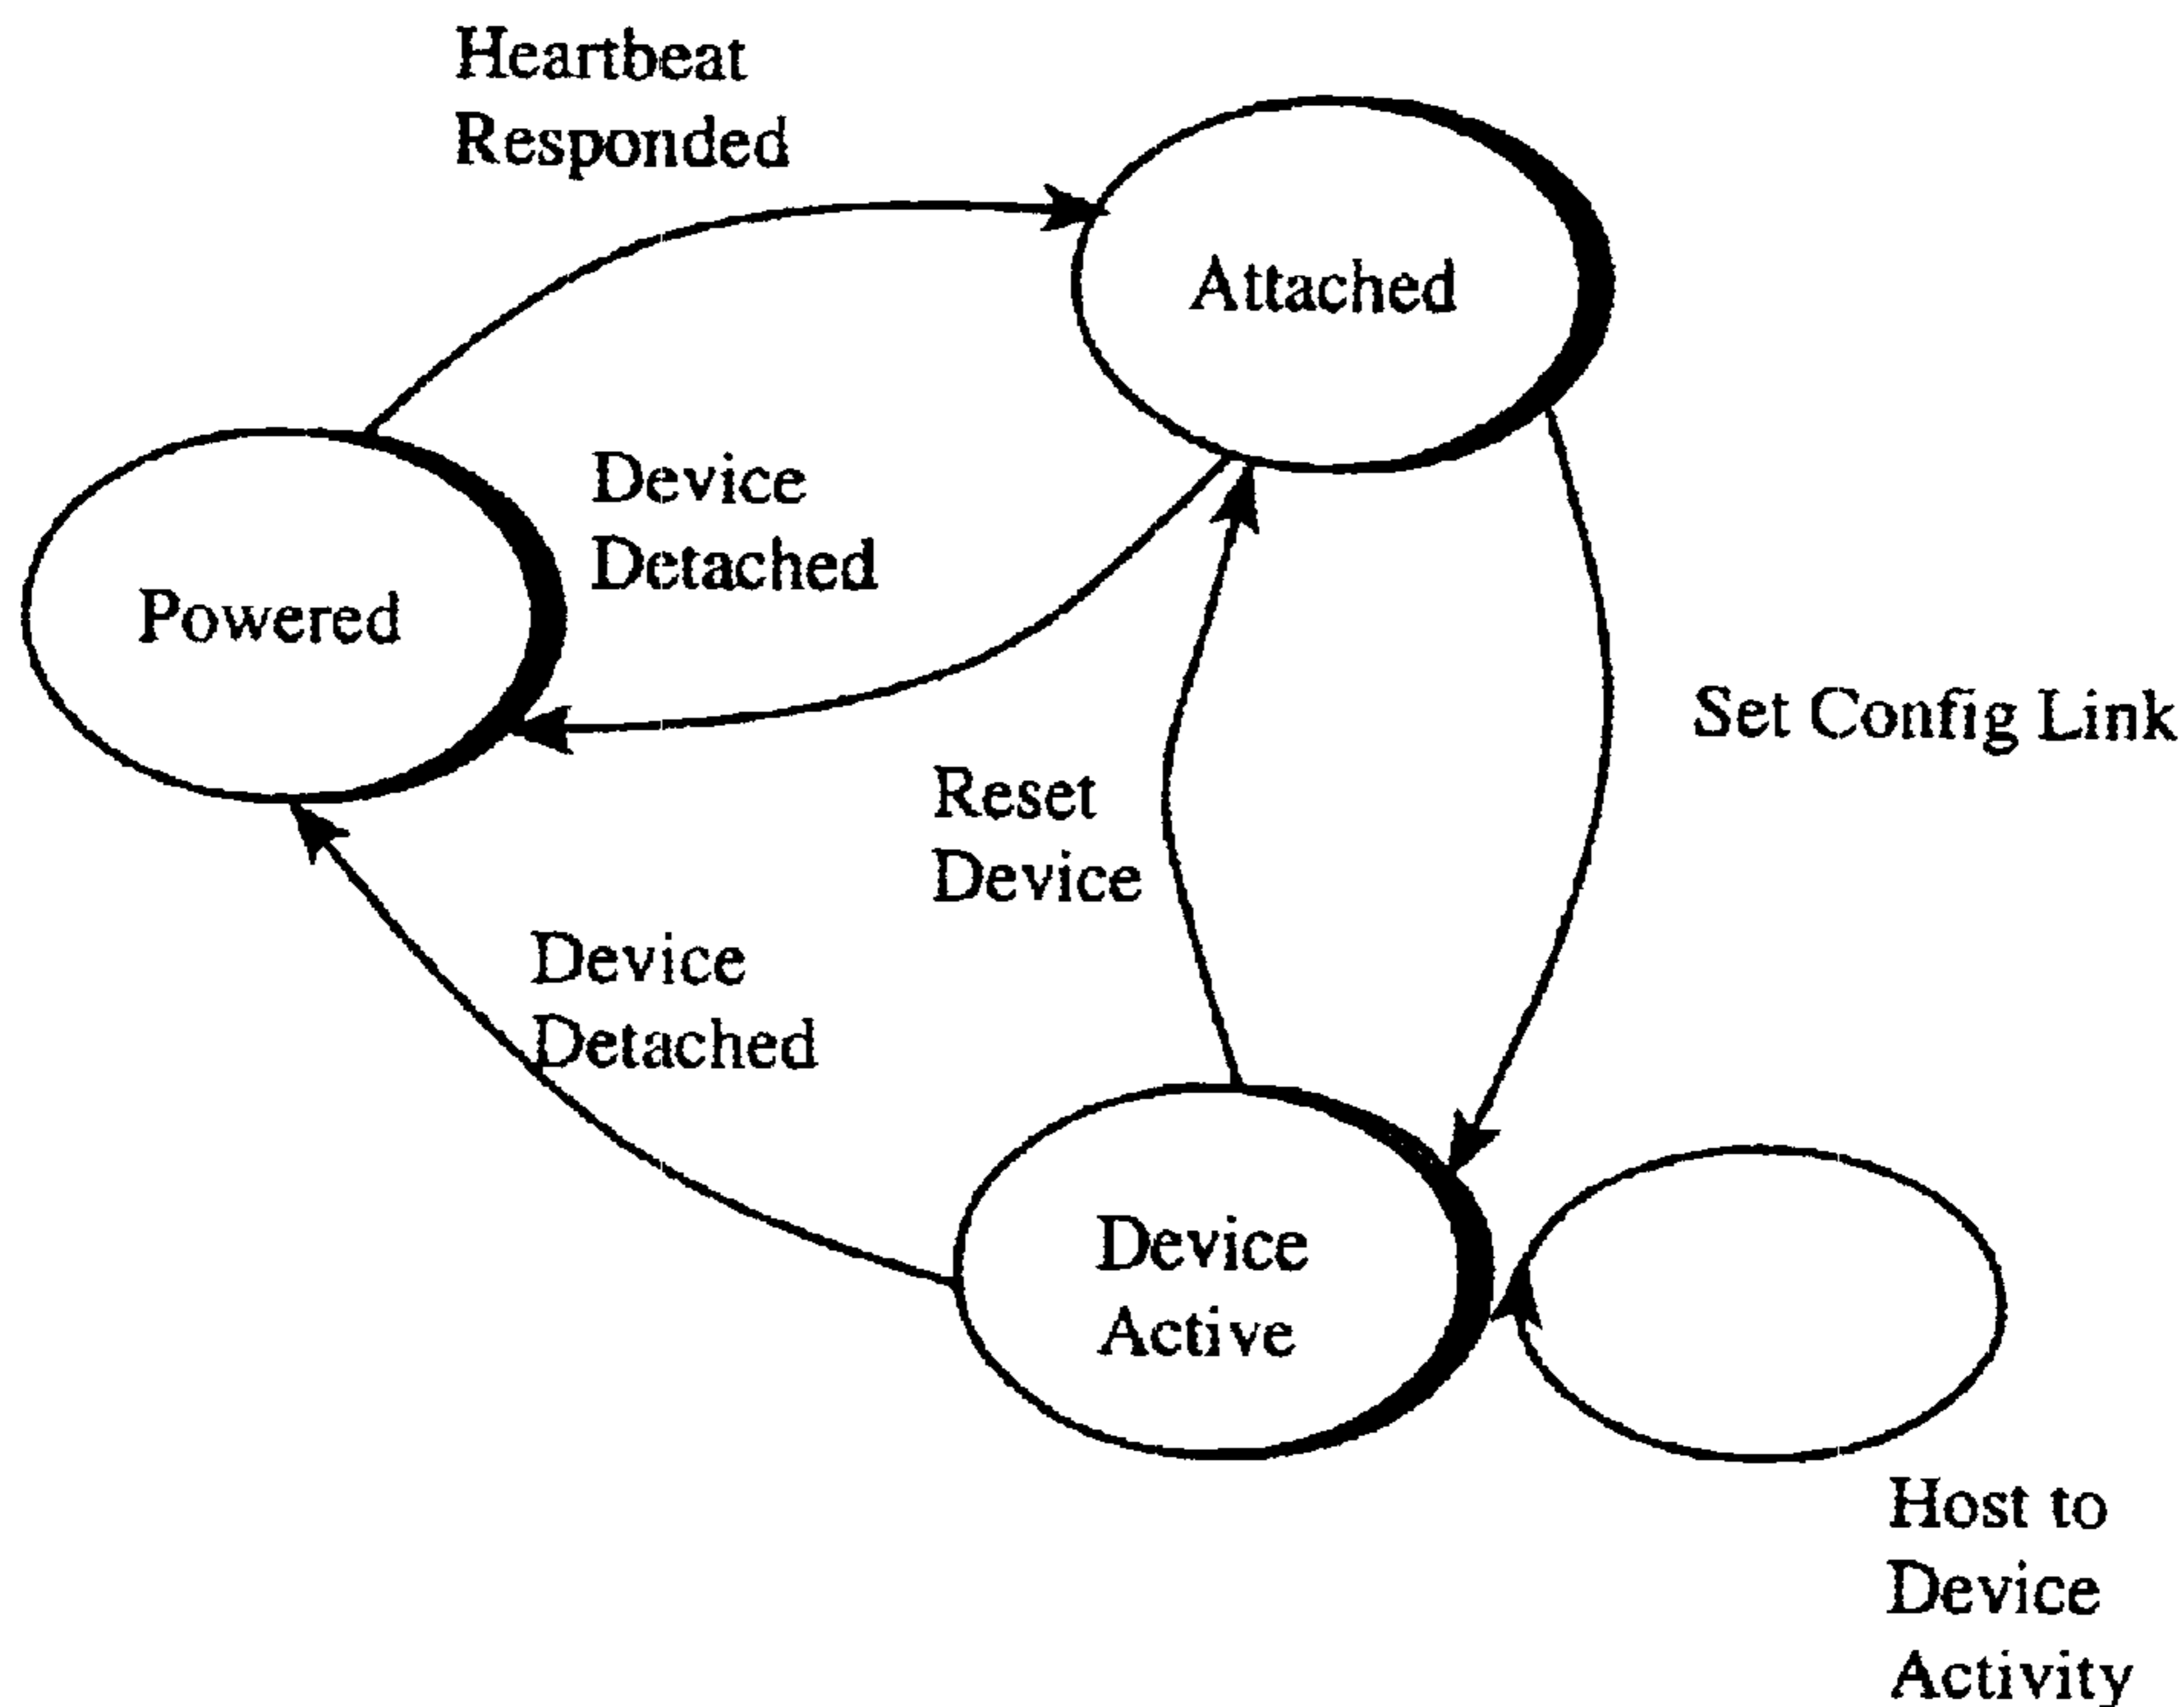 Heartbeat
Responded
Attached
Device
Detached
Powered
Set Config Link
Reset
Device
Device
Detached
Device
Active
Host to
Device
Activity